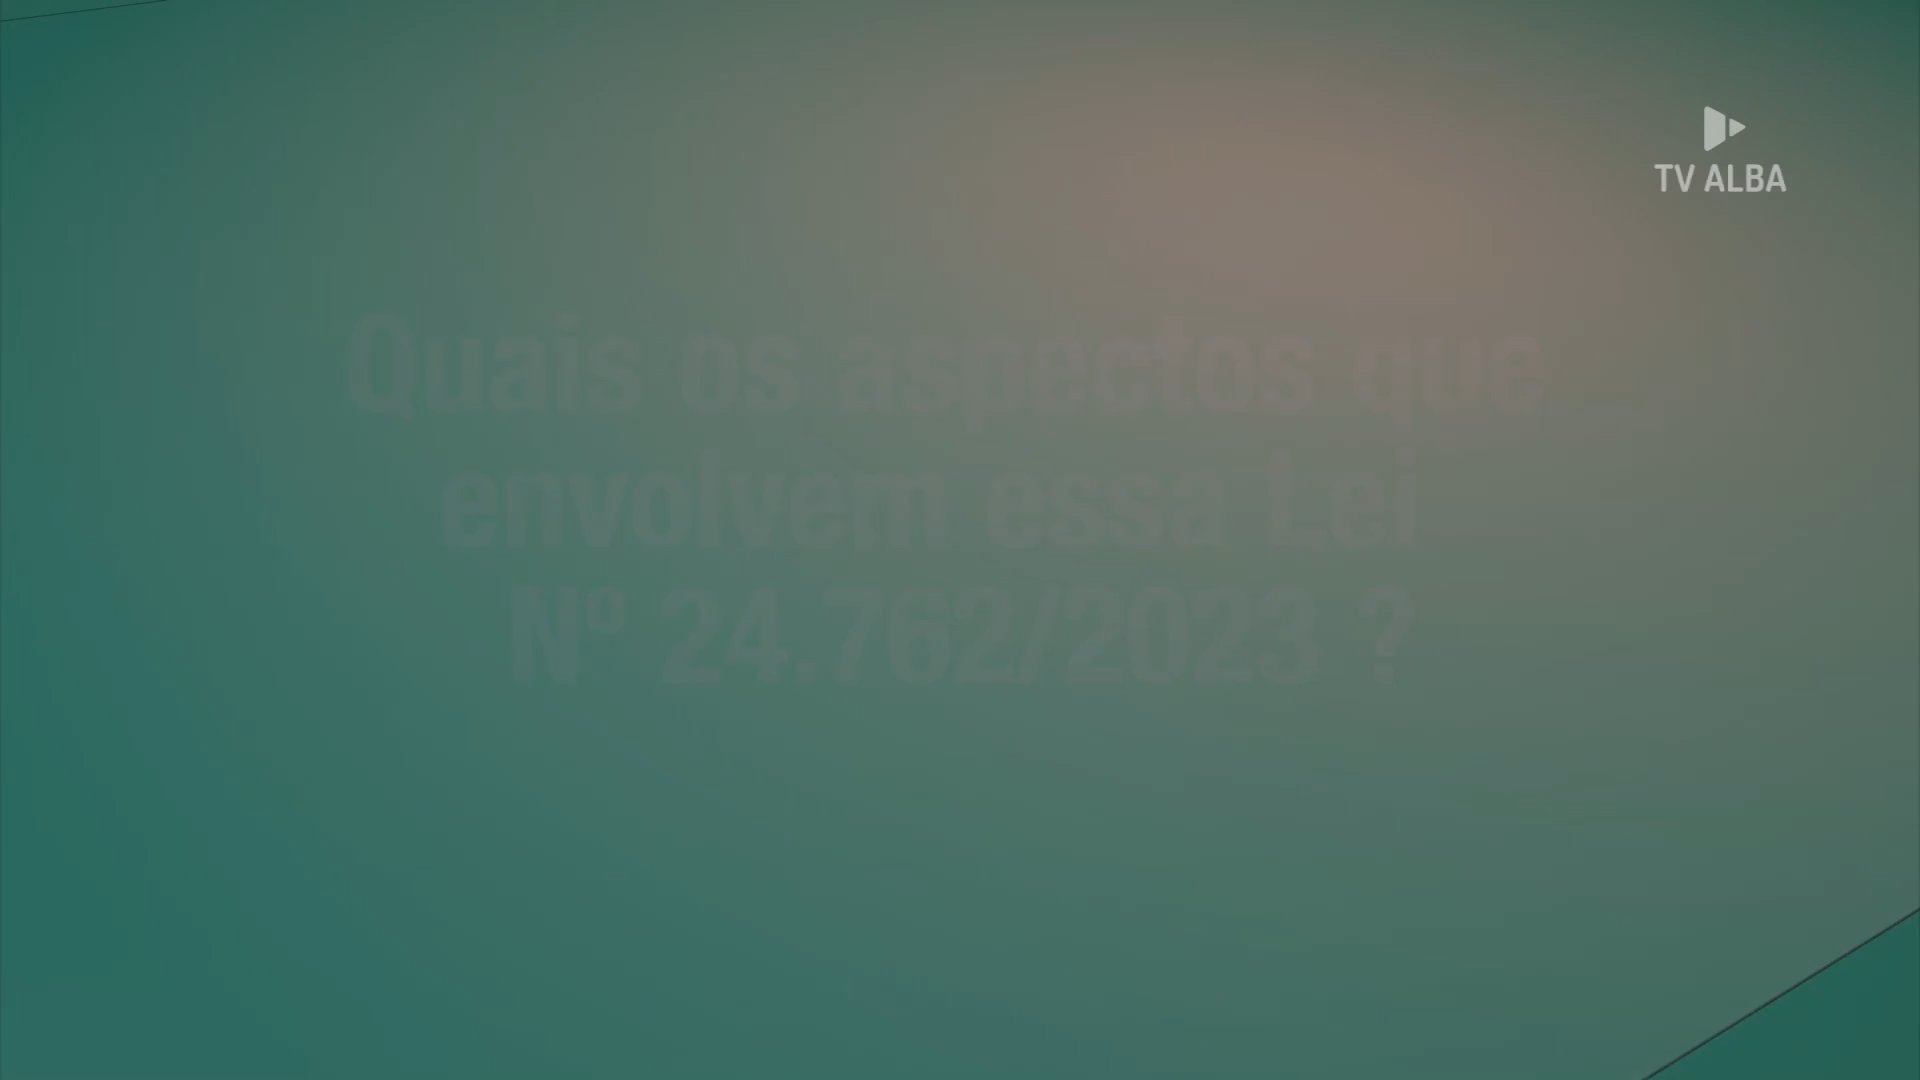 TV ALBA
Quais os aspectos que
envolvem essa Lei
Nº 24.762/2023 ?